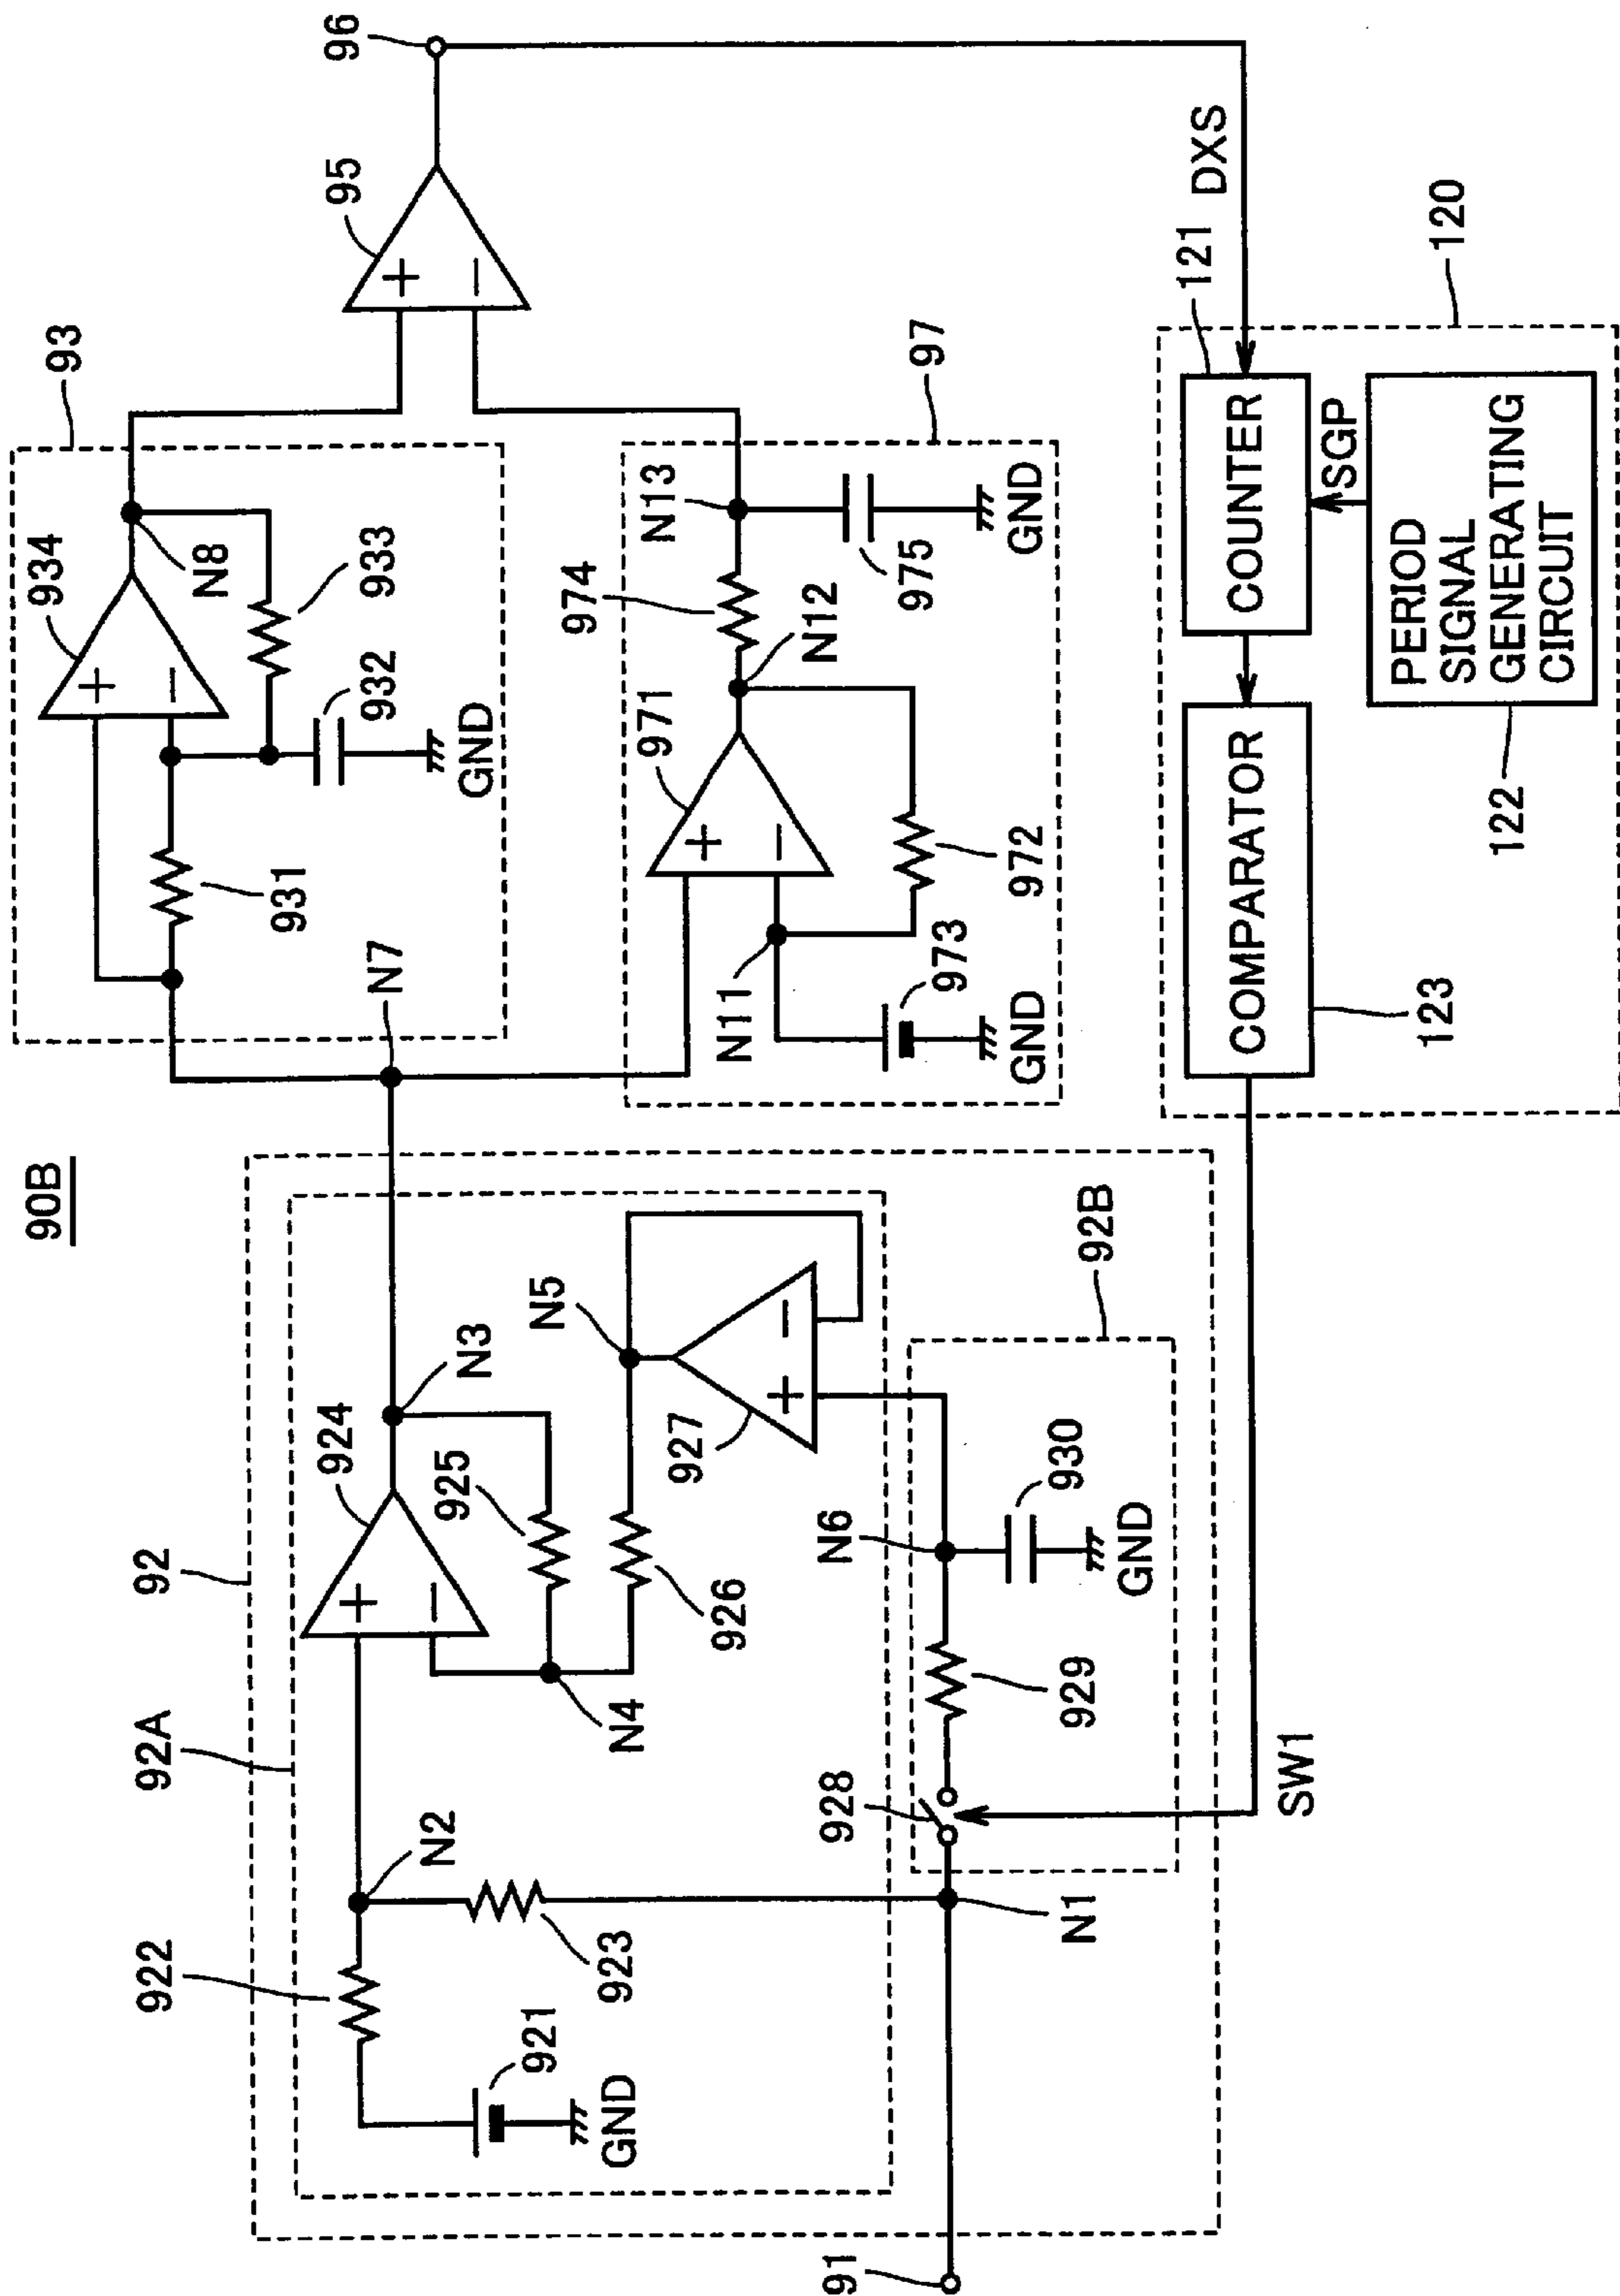 90B
92
92A
922
N2
923
921
GND
924
N3
925
N4
926
N5
927
92B
928
929
N6
930
GND
N1
91
SW1
N7
93
934
N8
931
932
933
GND
97
971
N11
972
973
GND
N12
974
N13
975
GND
95
96
DXS
120
121
COUNTER
SGP
PERIOD
SIGNAL
GENERATING
CIRCUIT
122
COMPARATOR
123